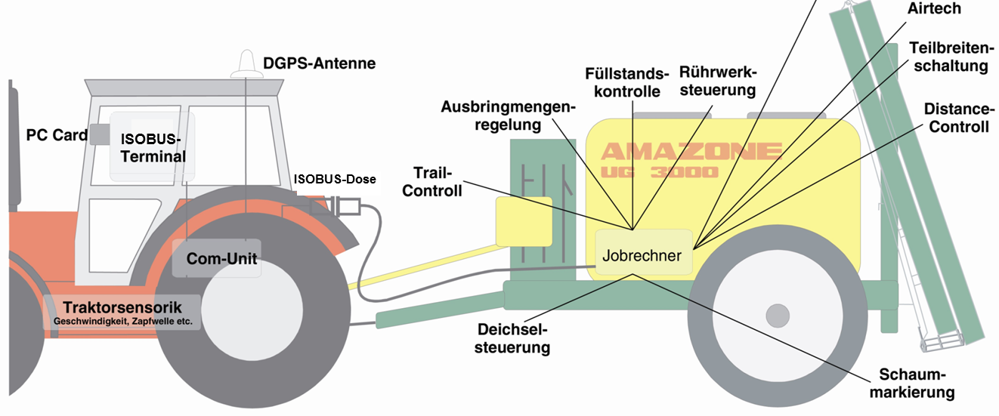 DGPS-Antenne
PC Card
ISOBUS-
Terminal
ISOBUS-Dose
Com-Unit
Traktorsensorik
Geschwindigkeit, Zapfwelle etc.
Trail-
Controll
Ausbringmengen-
regelung
Füllstands-
kontrolle
Rührwerk-
steuerung
AMAZONE
UG 3000
Jobrechner
Airtech
Teilbreiten-
schaltung
Distance-
Controll
Deichsel-
steuerung
Schaum-
markierung